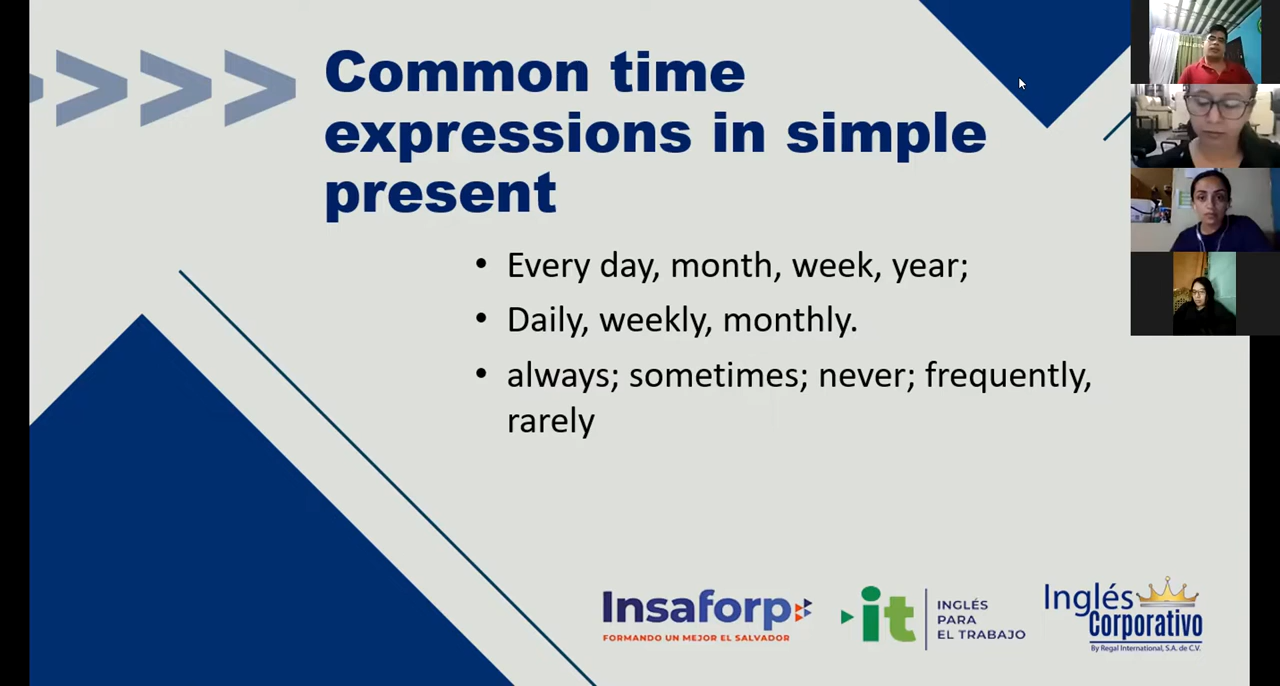 Common time
expressions in simple
present
• Every day, month, week, year;
• Daily, weekly, monthly.
• always; sometimes; never; frequently,
rarely
Insaforp
FORMANDO UN MEJOR EL SALVADOR
it
INGLÉS
PARA
EL TRABAJO
Inglés
Corporativo
By Regal International, S.A. de C.V.